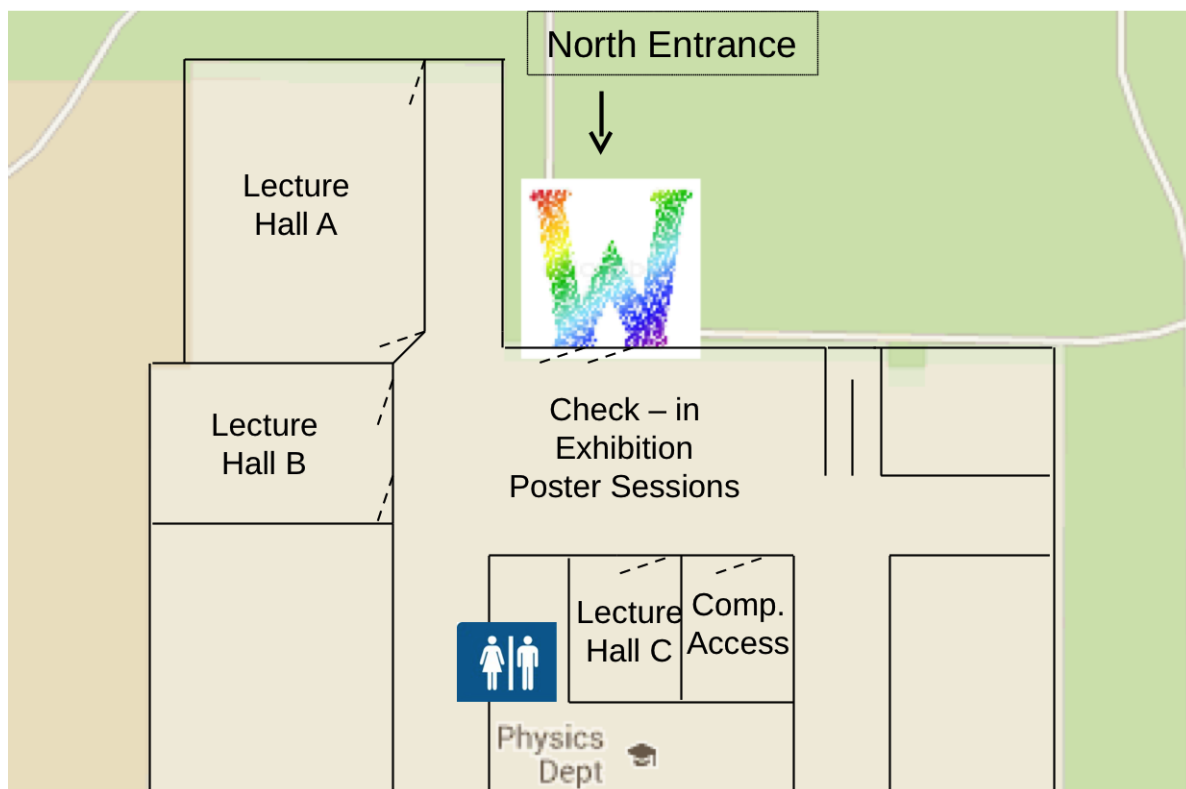 North Entrance
W
Lecture
Hall A
Check – in
Exhibition
Poster Sessions
Lecture
Hall B
Lecture
Hall C
Comp.
Access
Physics
Dept